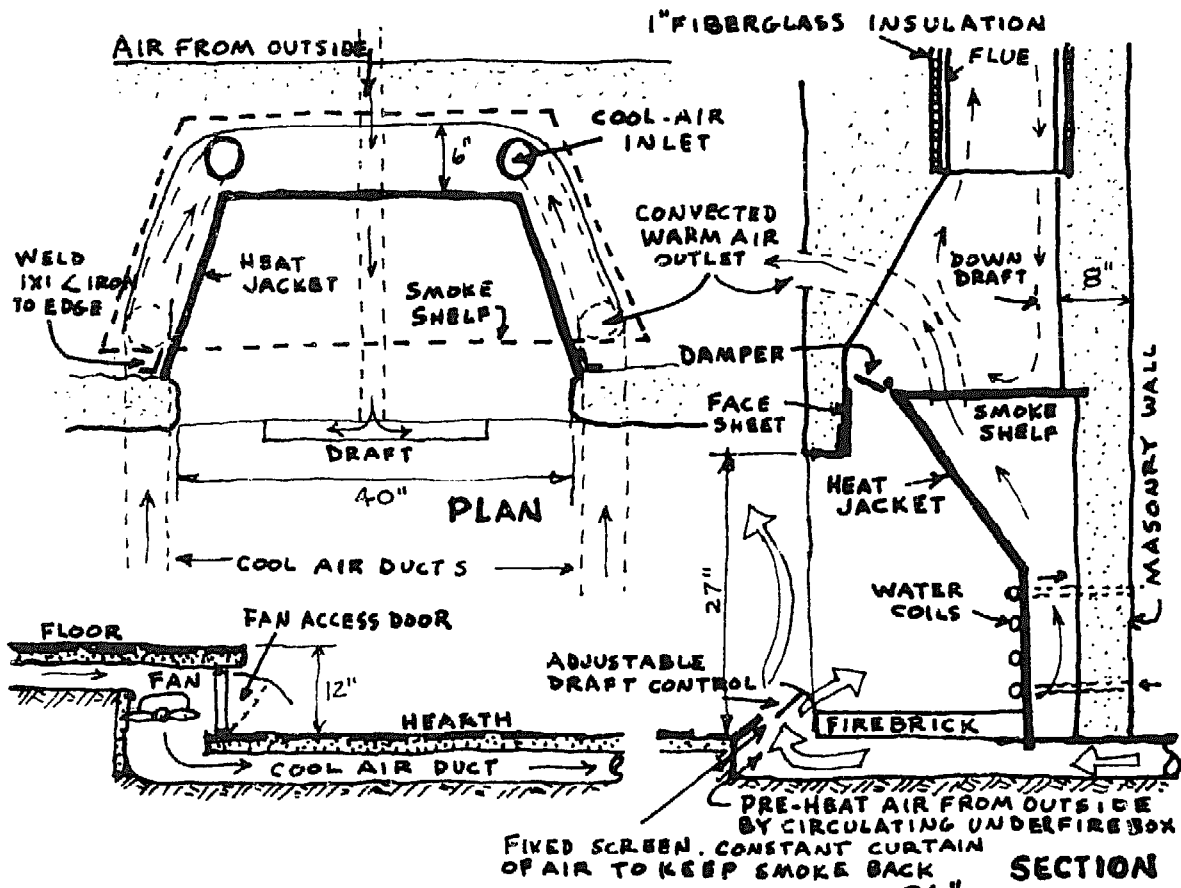 AIR FROM OUTSIDE
1" FIBERGLASS INSULATION
FLUE
COOL-AIR
INLET
6"
CONVECTED
WARM AIR
OUTLET
WELD
1X1 < IRON
TO EDGE
HEAT
JACKET
SMOKE
SHELF
DOWN
DRAFT
8"
DAMPER
FACE
SHEET
SMOKE
SHELF
DRAFT
40"
PLAN
HEAT
JACKET
MASONRY WALL
COOL AIR DUCTS
27"
WATER
COILS
FLOOR
FAN ACCESS DOOR
FAN
12"
ADJUSTABLE
DRAFT CONTROL
HEARTH
FIREBRICK
COOL AIR DUCT
PRE-HEAT AIR FROM OUTSIDE
BY CIRCULATING UNDER FIRE BOX
FIXED SCREEN. CONSTANT CURTAIN
OF AIR TO KEEP SMOKE BACK
SECTION